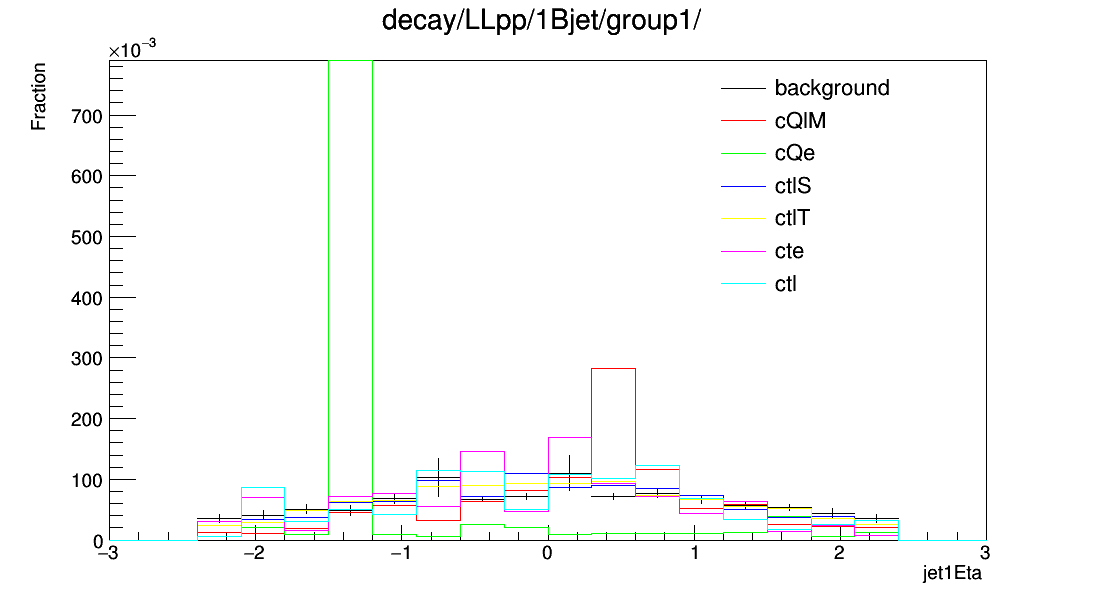 decay/LLpp/1Bjet/group1/
×10⁻³
Fraction
700
600
500
400
300
200
100
0
background
cQlM
cQe
ctlS
ctlT
cte
ctl
−3 −2 −1 0 1 2 3
jet1Eta